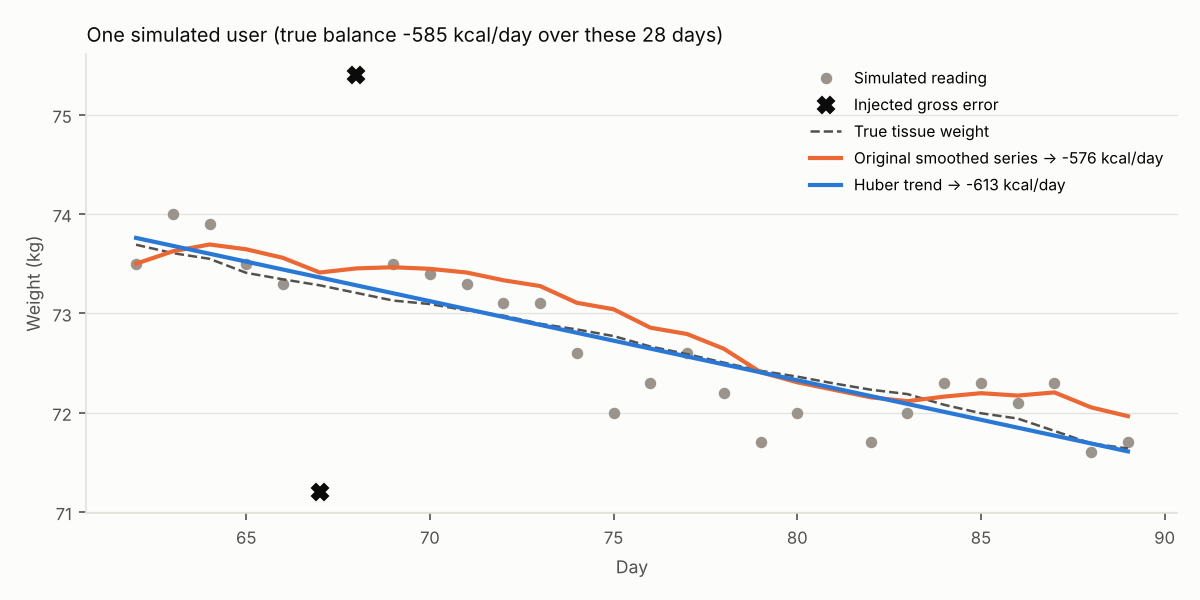 One simulated user (true balance -585 kcal/day over these 28 days)
Simulated reading
Injected gross error
True tissue weight
Original smoothed series → -576 kcal/day
Huber trend → -613 kcal/day
Weight (kg)
75
74
73
72
71
65 70 75 80 85 90
Day